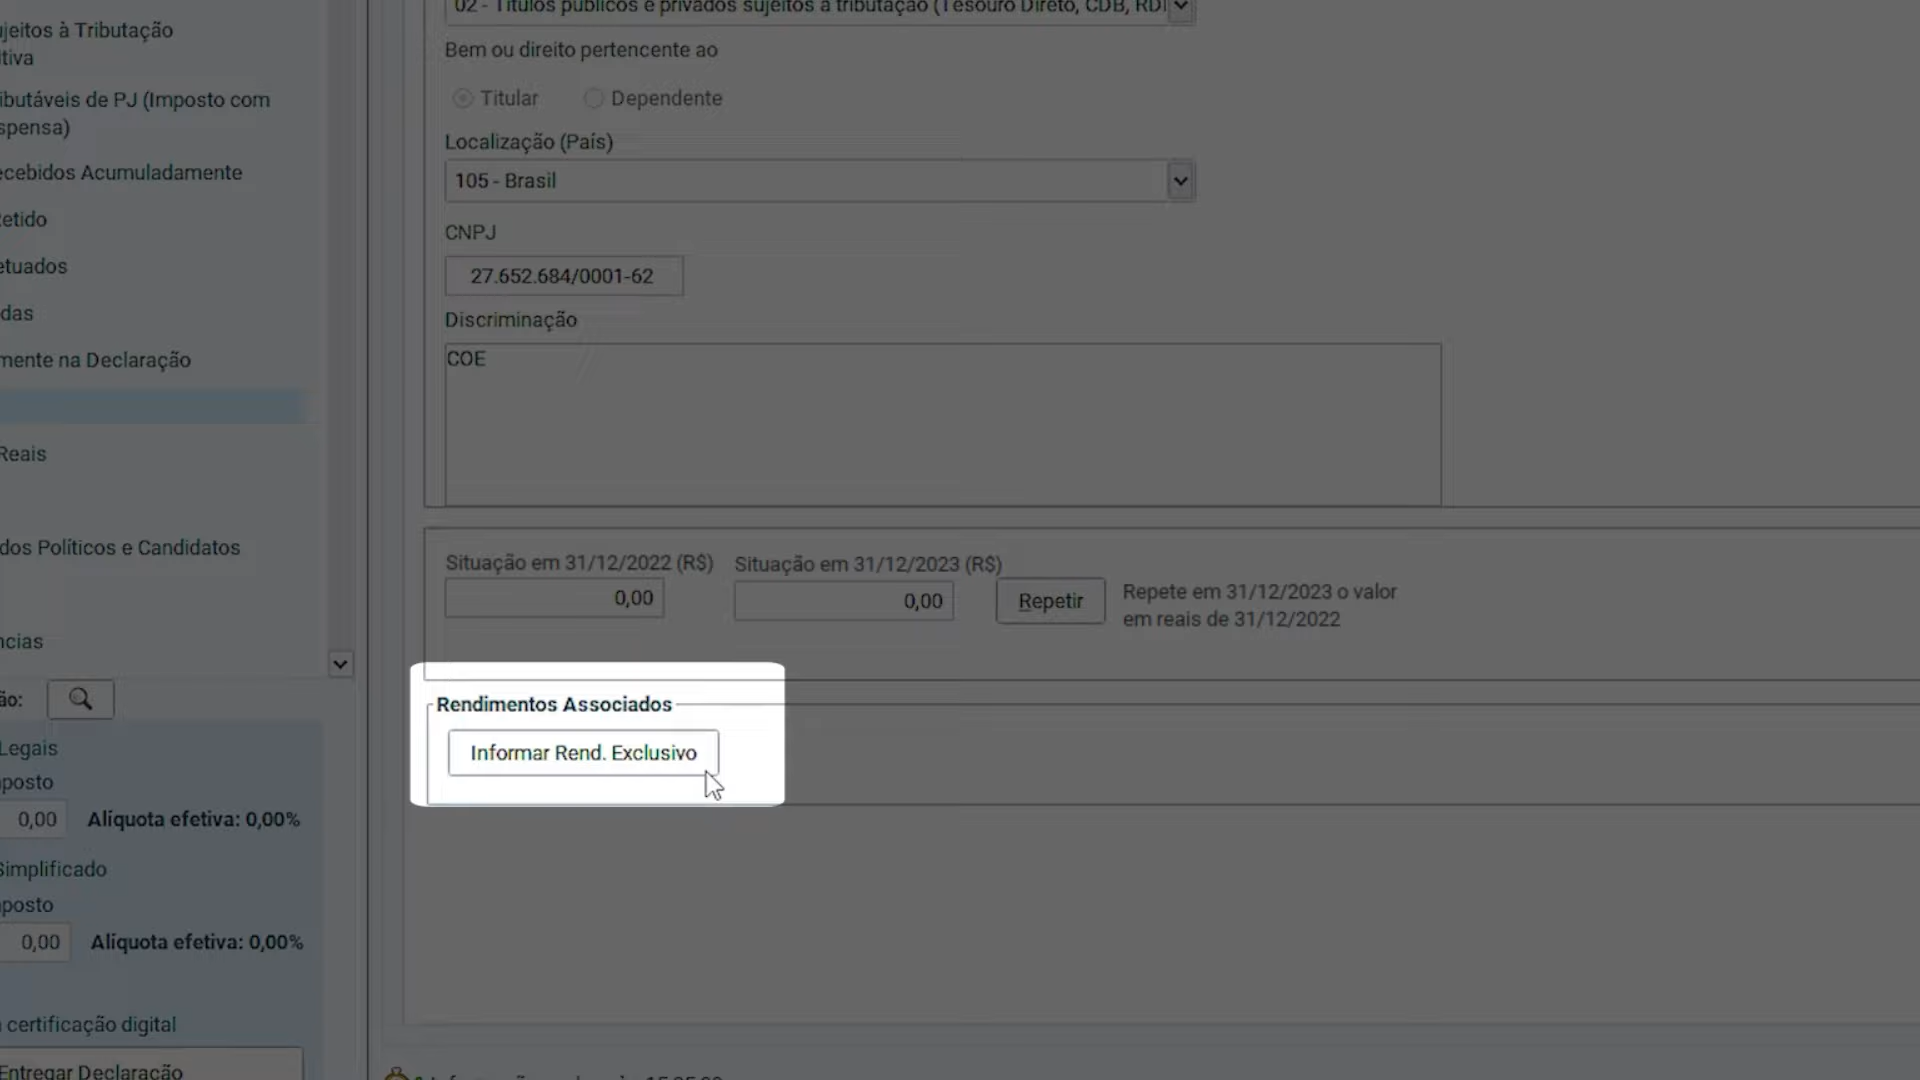 jeitos à Tributação
tiva
ibutáveis de PJ (Imposto com
spensa)
ecebidos Acumuladamente
etido
etuados
das
mente na Declaração
Reais
dos Políticos e Candidatos
ncias
ão:
Legais
posto
0,00 Alíquota efetiva: 0,00%
Simplificado
posto
0,00 Alíquota efetiva: 0,00%
certificação digital
Entregar Declaração
02 - Títulos públicos e privados sujeitos à tributação (Tesouro Direto, CDB, RD
Bem ou direito pertencente ao
Titular Dependente
Localização (País)
105 - Brasil
CNPJ
27.652.684/0001-62
Discriminação
COE
Situação em 31/12/2022 (R$) Situação em 31/12/2023 (R$)
0,00 0,00 Repetir Repete em 31/12/2023 o valor
em reais de 31/12/2022
Rendimentos Associados
Informar Rend. Exclusivo